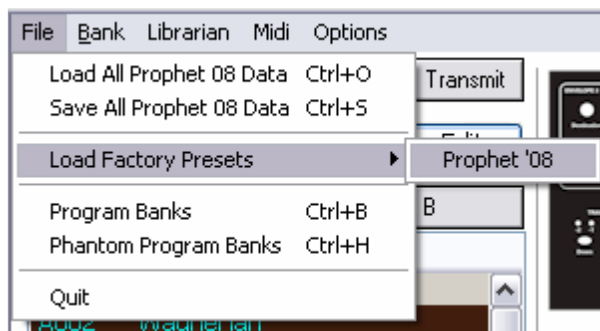 File Bank Librarian Midi Options
Load All Prophet 08 Data Ctrl+O
Transmit
Save All Prophet 08 Data Ctrl+S
Load Factory Presets
Prophet '08
Program Banks Ctrl+B
B
Phantom Program Banks Ctrl+H
Quit